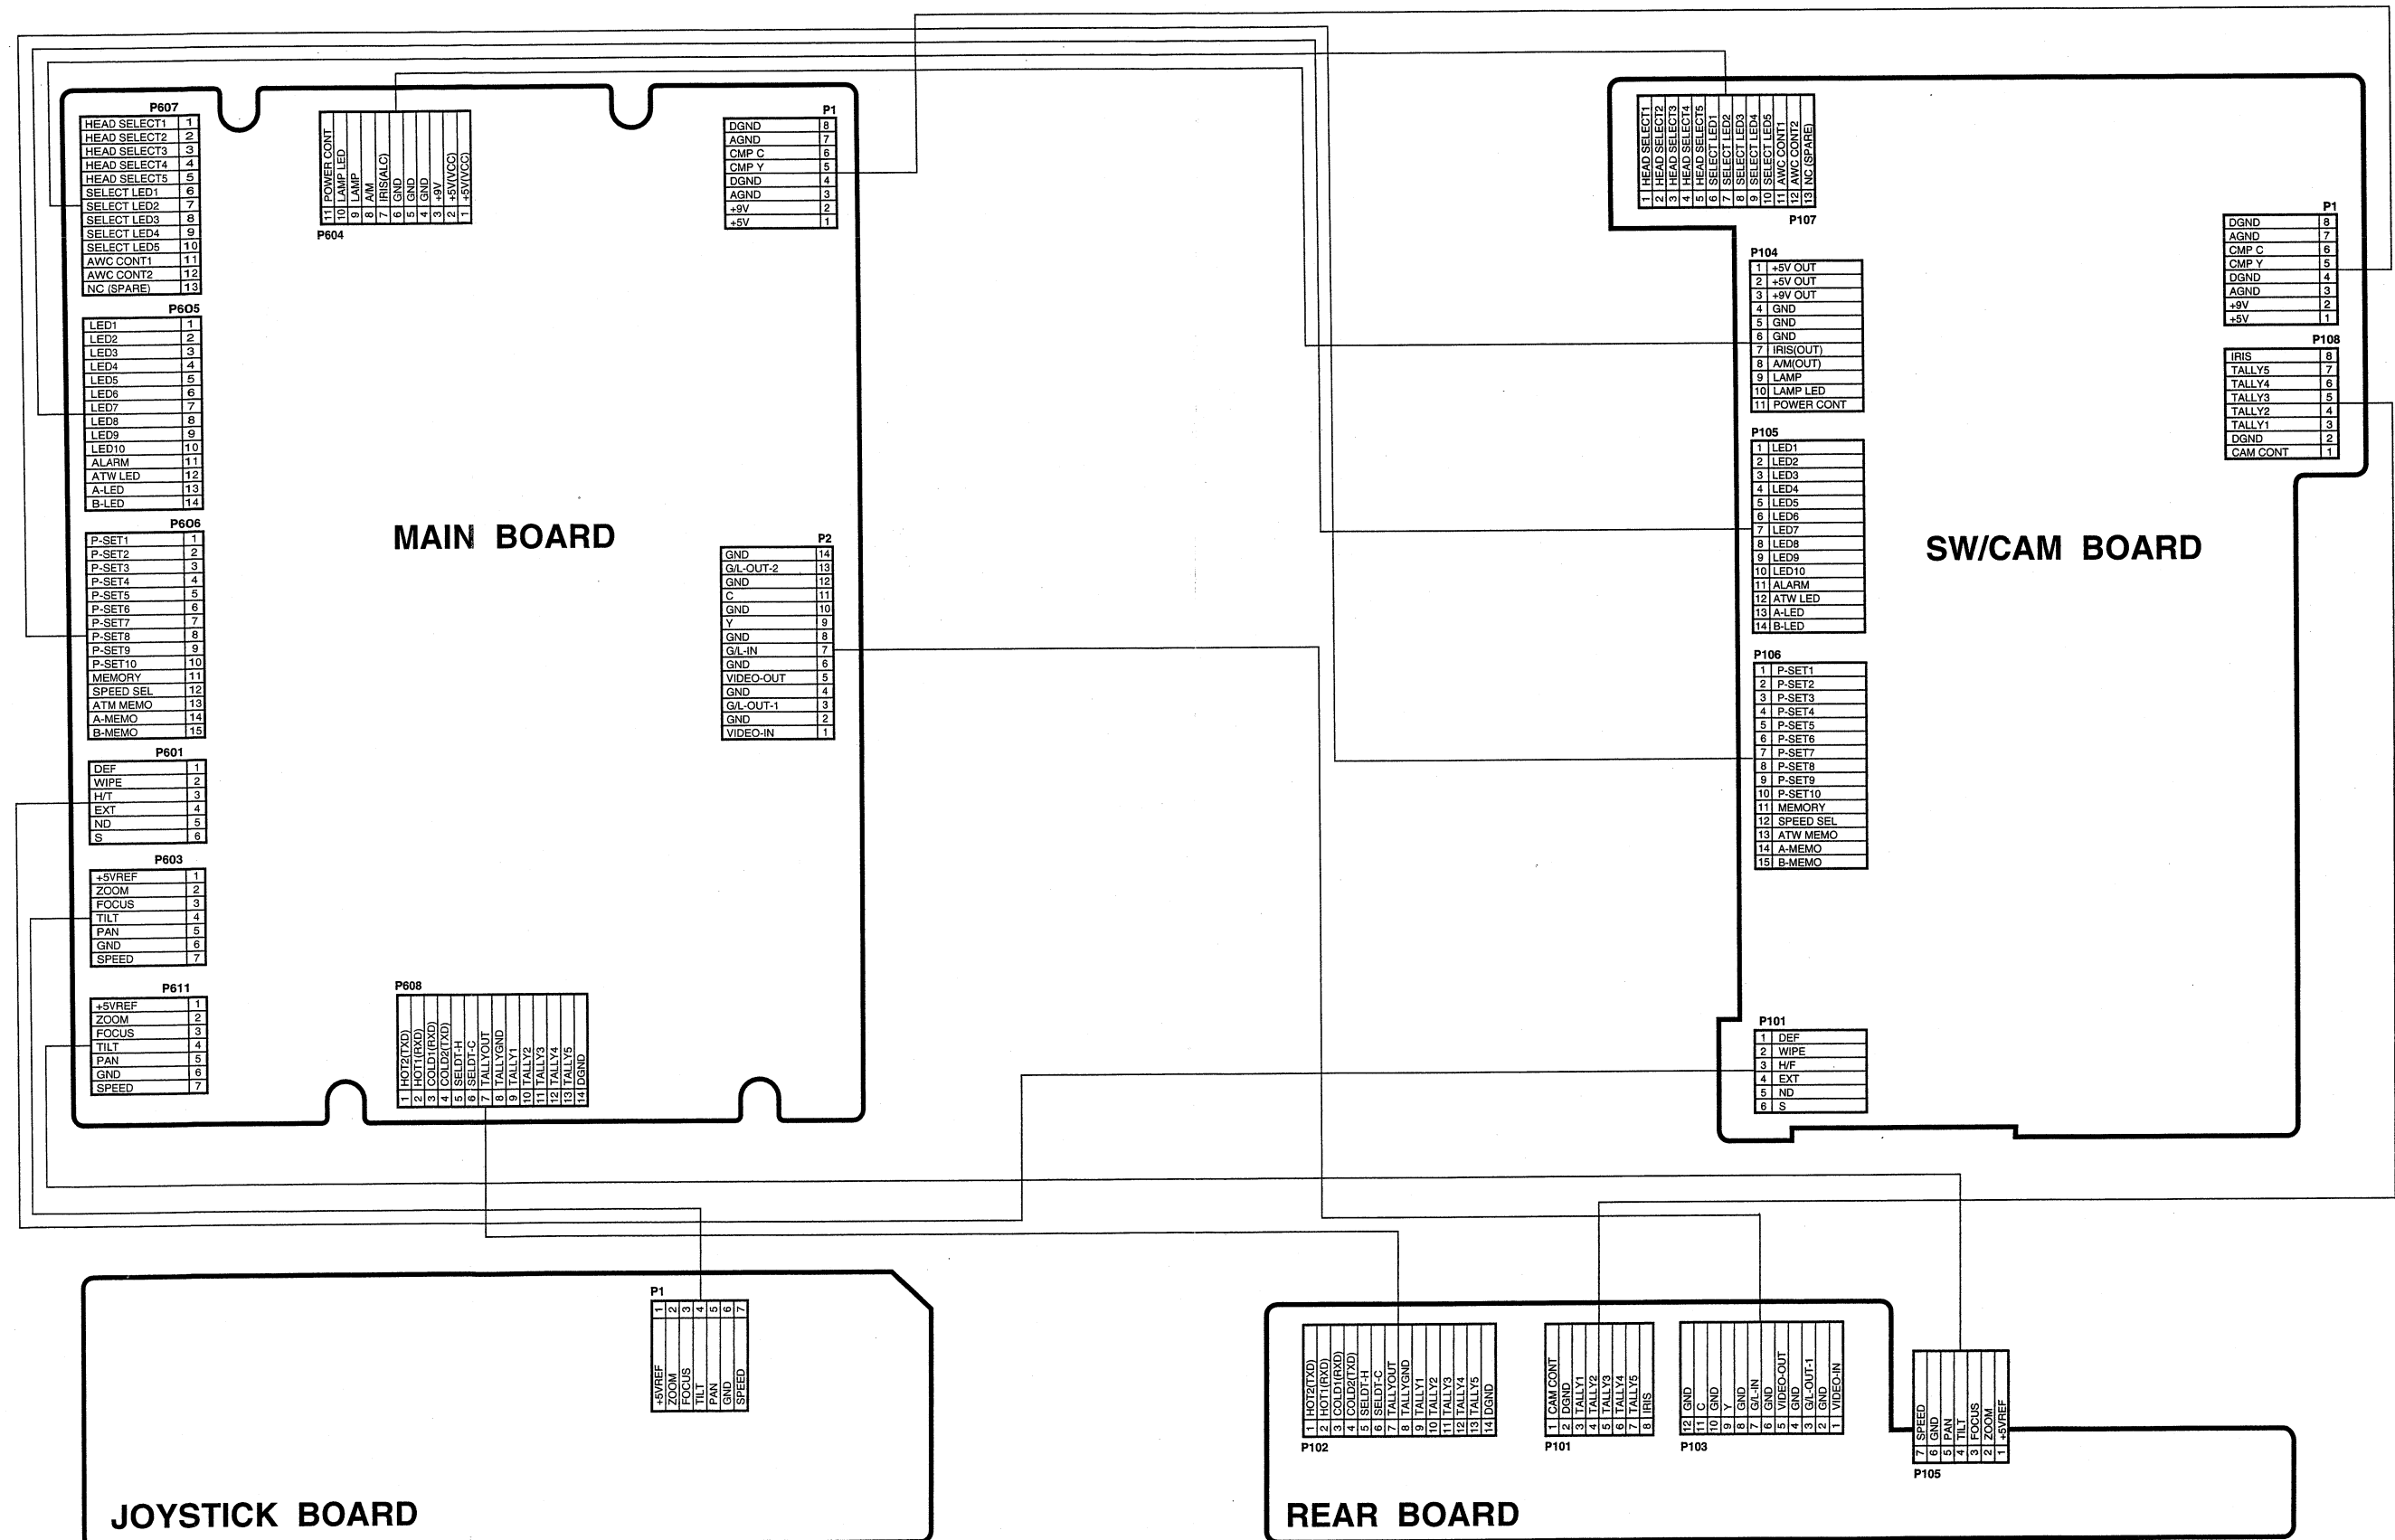 MAIN BOARD
P607
HEAD SELECT1 1
HEAD SELECT2 2
HEAD SELECT3 3
HEAD SELECT4 4
HEAD SELECT5 5
SELECT LED1 6
SELECT LED2 7
SELECT LED3 8
SELECT LED4 9
SELECT LED5 10
AWC CONT1 11
AWC CONT2 12
NC (SPARE) 13
P605
LED1 1
LED2 2
LED3 3
LED4 4
LED5 5
LED6 6
LED7 7
LED8 8
LED9 9
LED10 10
ALARM 11
ATW LED 12
A-LED 13
B-LED 14
P606
P-SET1 1
P-SET2 2
P-SET3 3
P-SET4 4
P-SET5 5
P-SET6 6
P-SET7 7
P-SET8 8
P-SET9 9
P-SET10 10
MEMORY 11
SPEED SEL 12
ATM MEMO 13
A-MEMO 14
B-MEMO 15
P601
DEF 1
WIPE 2
H/T 3
EXT 4
ND 5
S 6
P603
+5VREF 1
ZOOM 2
FOCUS 3
TILT 4
PAN 5
GND 6
SPEED 7
P611
+5VREF 1
ZOOM 2
FOCUS 3
TILT 4
PAN 5
GND 6
SPEED 7
11 POWER CONT
10 LAMP LED
9 LAMP
8 A/M
7 IRIS(ALC)
6 GND
5 GND
4 GND
3 +9V
2 +5V(VCC)
1 +5V(VCC)
P604
P1
DGND 8
AGND 7
CMP C 6
CMP Y 5
DGND 4
AGND 3
+9V 2
+5V 1
P2
GND 14
G/L-OUT-2 13
GND 12
C 11
GND 10
Y 9
GND 8
G/L-IN 7
GND 6
VIDEO-OUT 5
GND 4
G/L-OUT-1 3
GND 2
VIDEO-IN 1
P608
1 HOT2(TXD)
2 HOT1(RXD)
3 COLD1(RXD)
4 COLD2(TXD)
5 SELDT-H
6 SELDT-C
7 TALLYOUT
8 TALLYGND
9 TALLY1
10 TALLY2
11 TALLY3
12 TALLY4
13 TALLY5
14 DGND
SW/CAM BOARD
1 HEAD SELECT1
2 HEAD SELECT2
3 HEAD SELECT3
4 HEAD SELECT4
5 HEAD SELECT5
6 SELECT LED1
7 SELECT LED2
8 SELECT LED3
9 SELECT LED4
10 SELECT LED5
11 AWC CONT1
12 AWC CONT2
13 NC (SPARE)
P107
P104
1 +5V OUT
2 +5V OUT
3 +9V OUT
4 GND
5 GND
6 GND
7 IRIS(OUT)
8 A/M(OUT)
9 LAMP
10 LAMP LED
11 POWER CONT
P105
1 LED1
2 LED2
3 LED3
4 LED4
5 LED5
6 LED6
7 LED7
8 LED8
9 LED9
10 LED10
11 ALARM
12 ATW LED
13 A-LED
14 B-LED
P106
1 P-SET1
2 P-SET2
3 P-SET3
4 P-SET4
5 P-SET5
6 P-SET6
7 P-SET7
8 P-SET8
9 P-SET9
10 P-SET10
11 MEMORY
12 SPEED SEL
13 ATW MEMO
14 A-MEMO
15 B-MEMO
P101
1 DEF
2 WIPE
3 H/F
4 EXT
5 ND
6 S
P1
DGND 8
AGND 7
CMP C 6
CMP Y 5
DGND 4
AGND 3
+9V 2
+5V 1
P108
IRIS 8
TALLY5 7
TALLY4 6
TALLY3 5
TALLY2 4
TALLY1 3
DGND 2
CAM CONT 1
JOYSTICK BOARD
P1
1 +5VREF
2 ZOOM
3 FOCUS
4 TILT
5 PAN
6 GND
7 SPEED
REAR BOARD
1 HOT2(TXD)
2 HOT1(RXD)
3 COLD1(RXD)
4 COLD2(TXD)
5 SELDT-H
6 SELDT-C
7 TALLYOUT
8 TALLYGND
9 TALLY1
10 TALLY2
11 TALLY3
12 TALLY4
13 TALLY5
14 DGND
P102
1 CAM CONT
2 DGND
3 TALLY1
4 TALLY2
5 TALLY3
6 TALLY4
7 TALLY5
8 IRIS
P101
12 GND
11 C
10 GND
9 Y
8 GND
7 G/L-IN
6 GND
5 VIDEO-OUT
4 GND
3 G/L-OUT-1
2 GND
1 VIDEO-IN
P103
7 SPEED
6 GND
5 PAN
4 TILT
3 FOCUS
2 ZOOM
1 +5VREF
P105